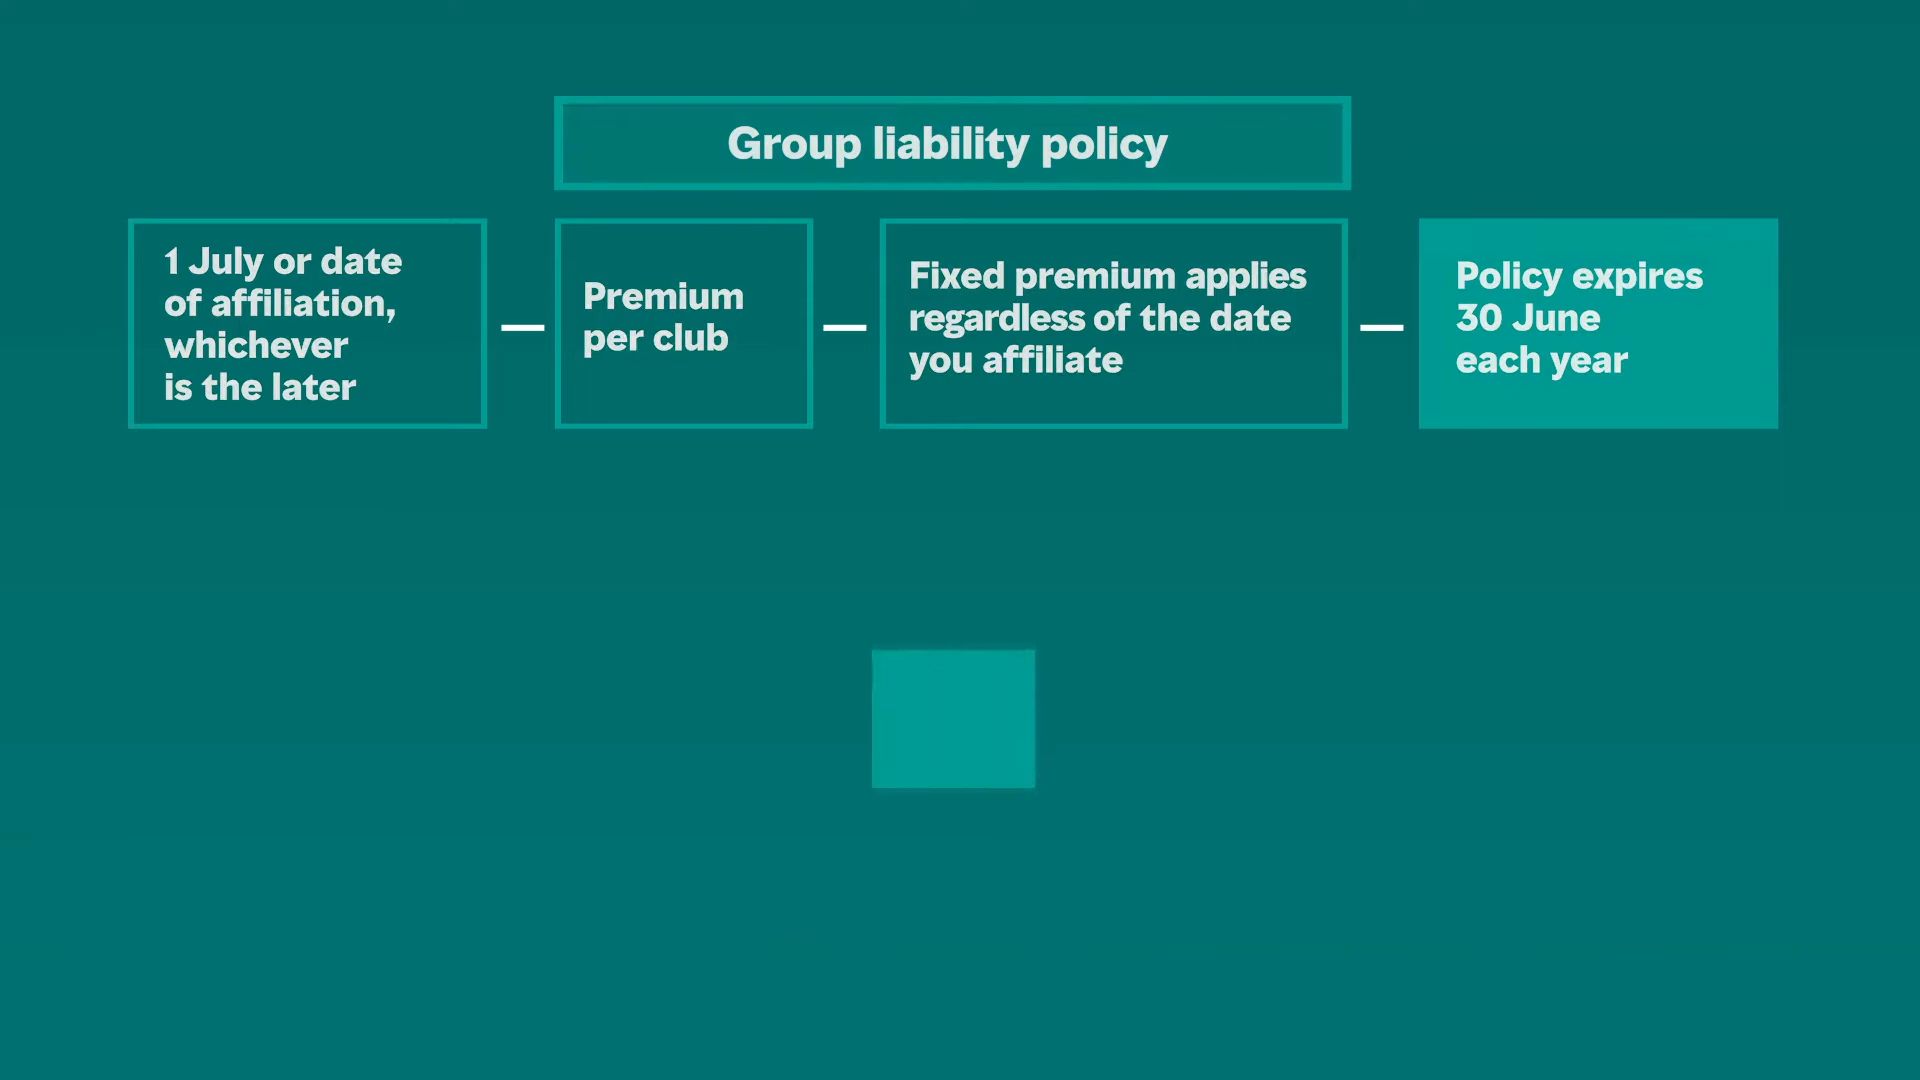 Group liability policy
1 July or date
of affiliation,
whichever
is the later
Premium
per club
Fixed premium applies
regardless of the date
you affiliate
Policy expires
30 June
each year